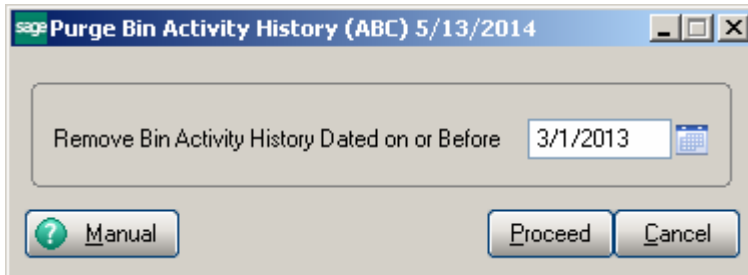 sage Purge Bin Activity History (ABC) 5/13/2014
Remove Bin Activity History Dated on or Before 3/1/2013
? Manual Proceed Cancel